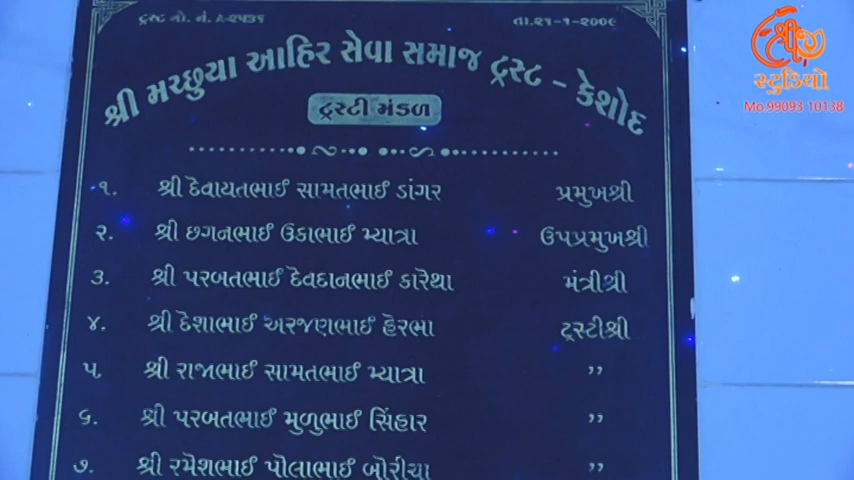 ટ્રસ્ટ નો. નં. A-૨૫૩૧ તા.૨૧-૧-૨૦૦૯
શ્રી મચ્છુયા આહિર સેવા સમાજ ટ્રસ્ટ - કેશોદ
ટ્રસ્ટી મંડળ
૧. શ્રી દેવાયતભાઈ સામતભાઈ ડાંગર પ્રમુખશ્રી
૨. શ્રી છગનભાઈ ઉકાભાઈ મ્યાત્રા ઉપપ્રમુખશ્રી
૩. શ્રી પરબતભાઈ દેવદાનભાઈ કારેથા મંત્રીશ્રી
૪. શ્રી દેશાભાઈ અરજણભાઈ હેરભા ટ્રસ્ટીશ્રી
૫. શ્રી રાજાભાઈ સામતભાઈ મ્યાત્રા ,,
૬. શ્રી પરબતભાઈ મુળુભાઈ સિંહાર ,,
૭. શ્રી રમેશભાઈ પોલાભાઈ બોરીચા ,,
શ્રીજી
સ્ટુડિયો
Mo.99093 10138